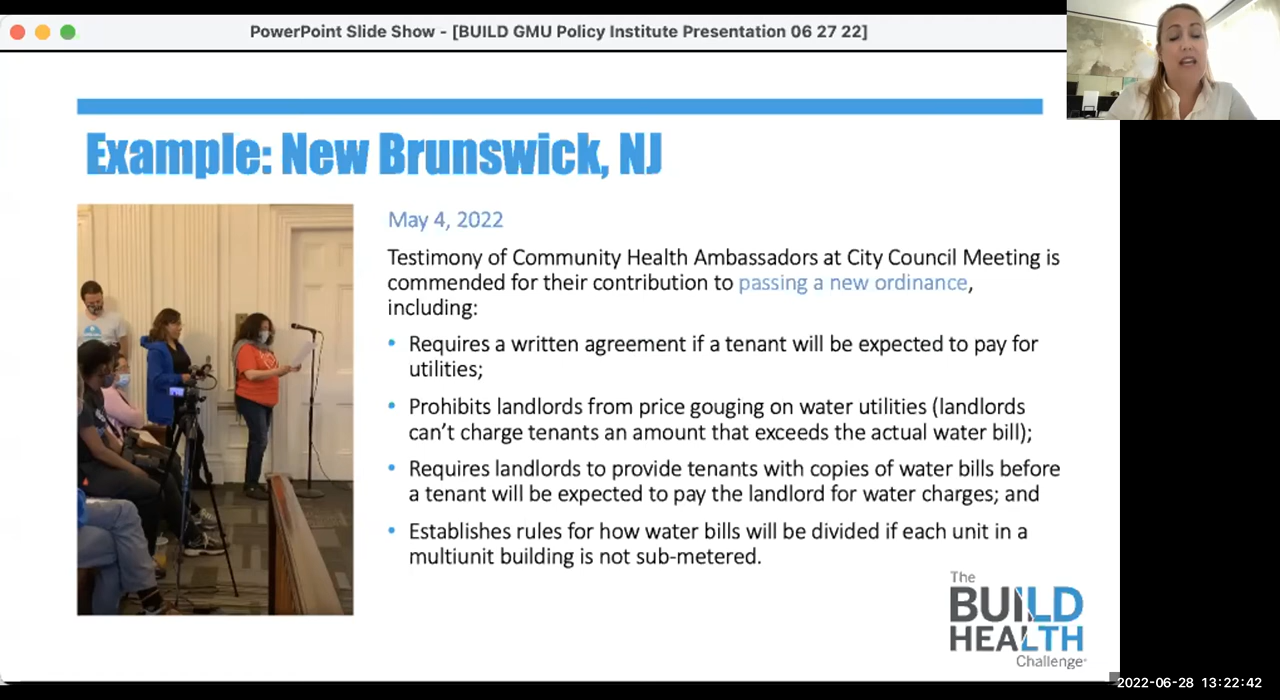 PowerPoint Slide Show - [BUILD GMU Policy Institute Presentation 06 27 22]
Example: New Brunswick, NJ
May 4, 2022
Testimony of Community Health Ambassadors at City Council Meeting is
commended for their contribution to passing a new ordinance,
including:
• Requires a written agreement if a tenant will be expected to pay for
utilities;
• Prohibits landlords from price gouging on water utilities (landlords
can’t charge tenants an amount that exceeds the actual water bill);
• Requires landlords to provide tenants with copies of water bills before
a tenant will be expected to pay the landlord for water charges; and
• Establishes rules for how water bills will be divided if each unit in a
multiunit building is not sub-metered.
The
BUILD
HEALTH
Challenge
2022-06-28 13:22:42